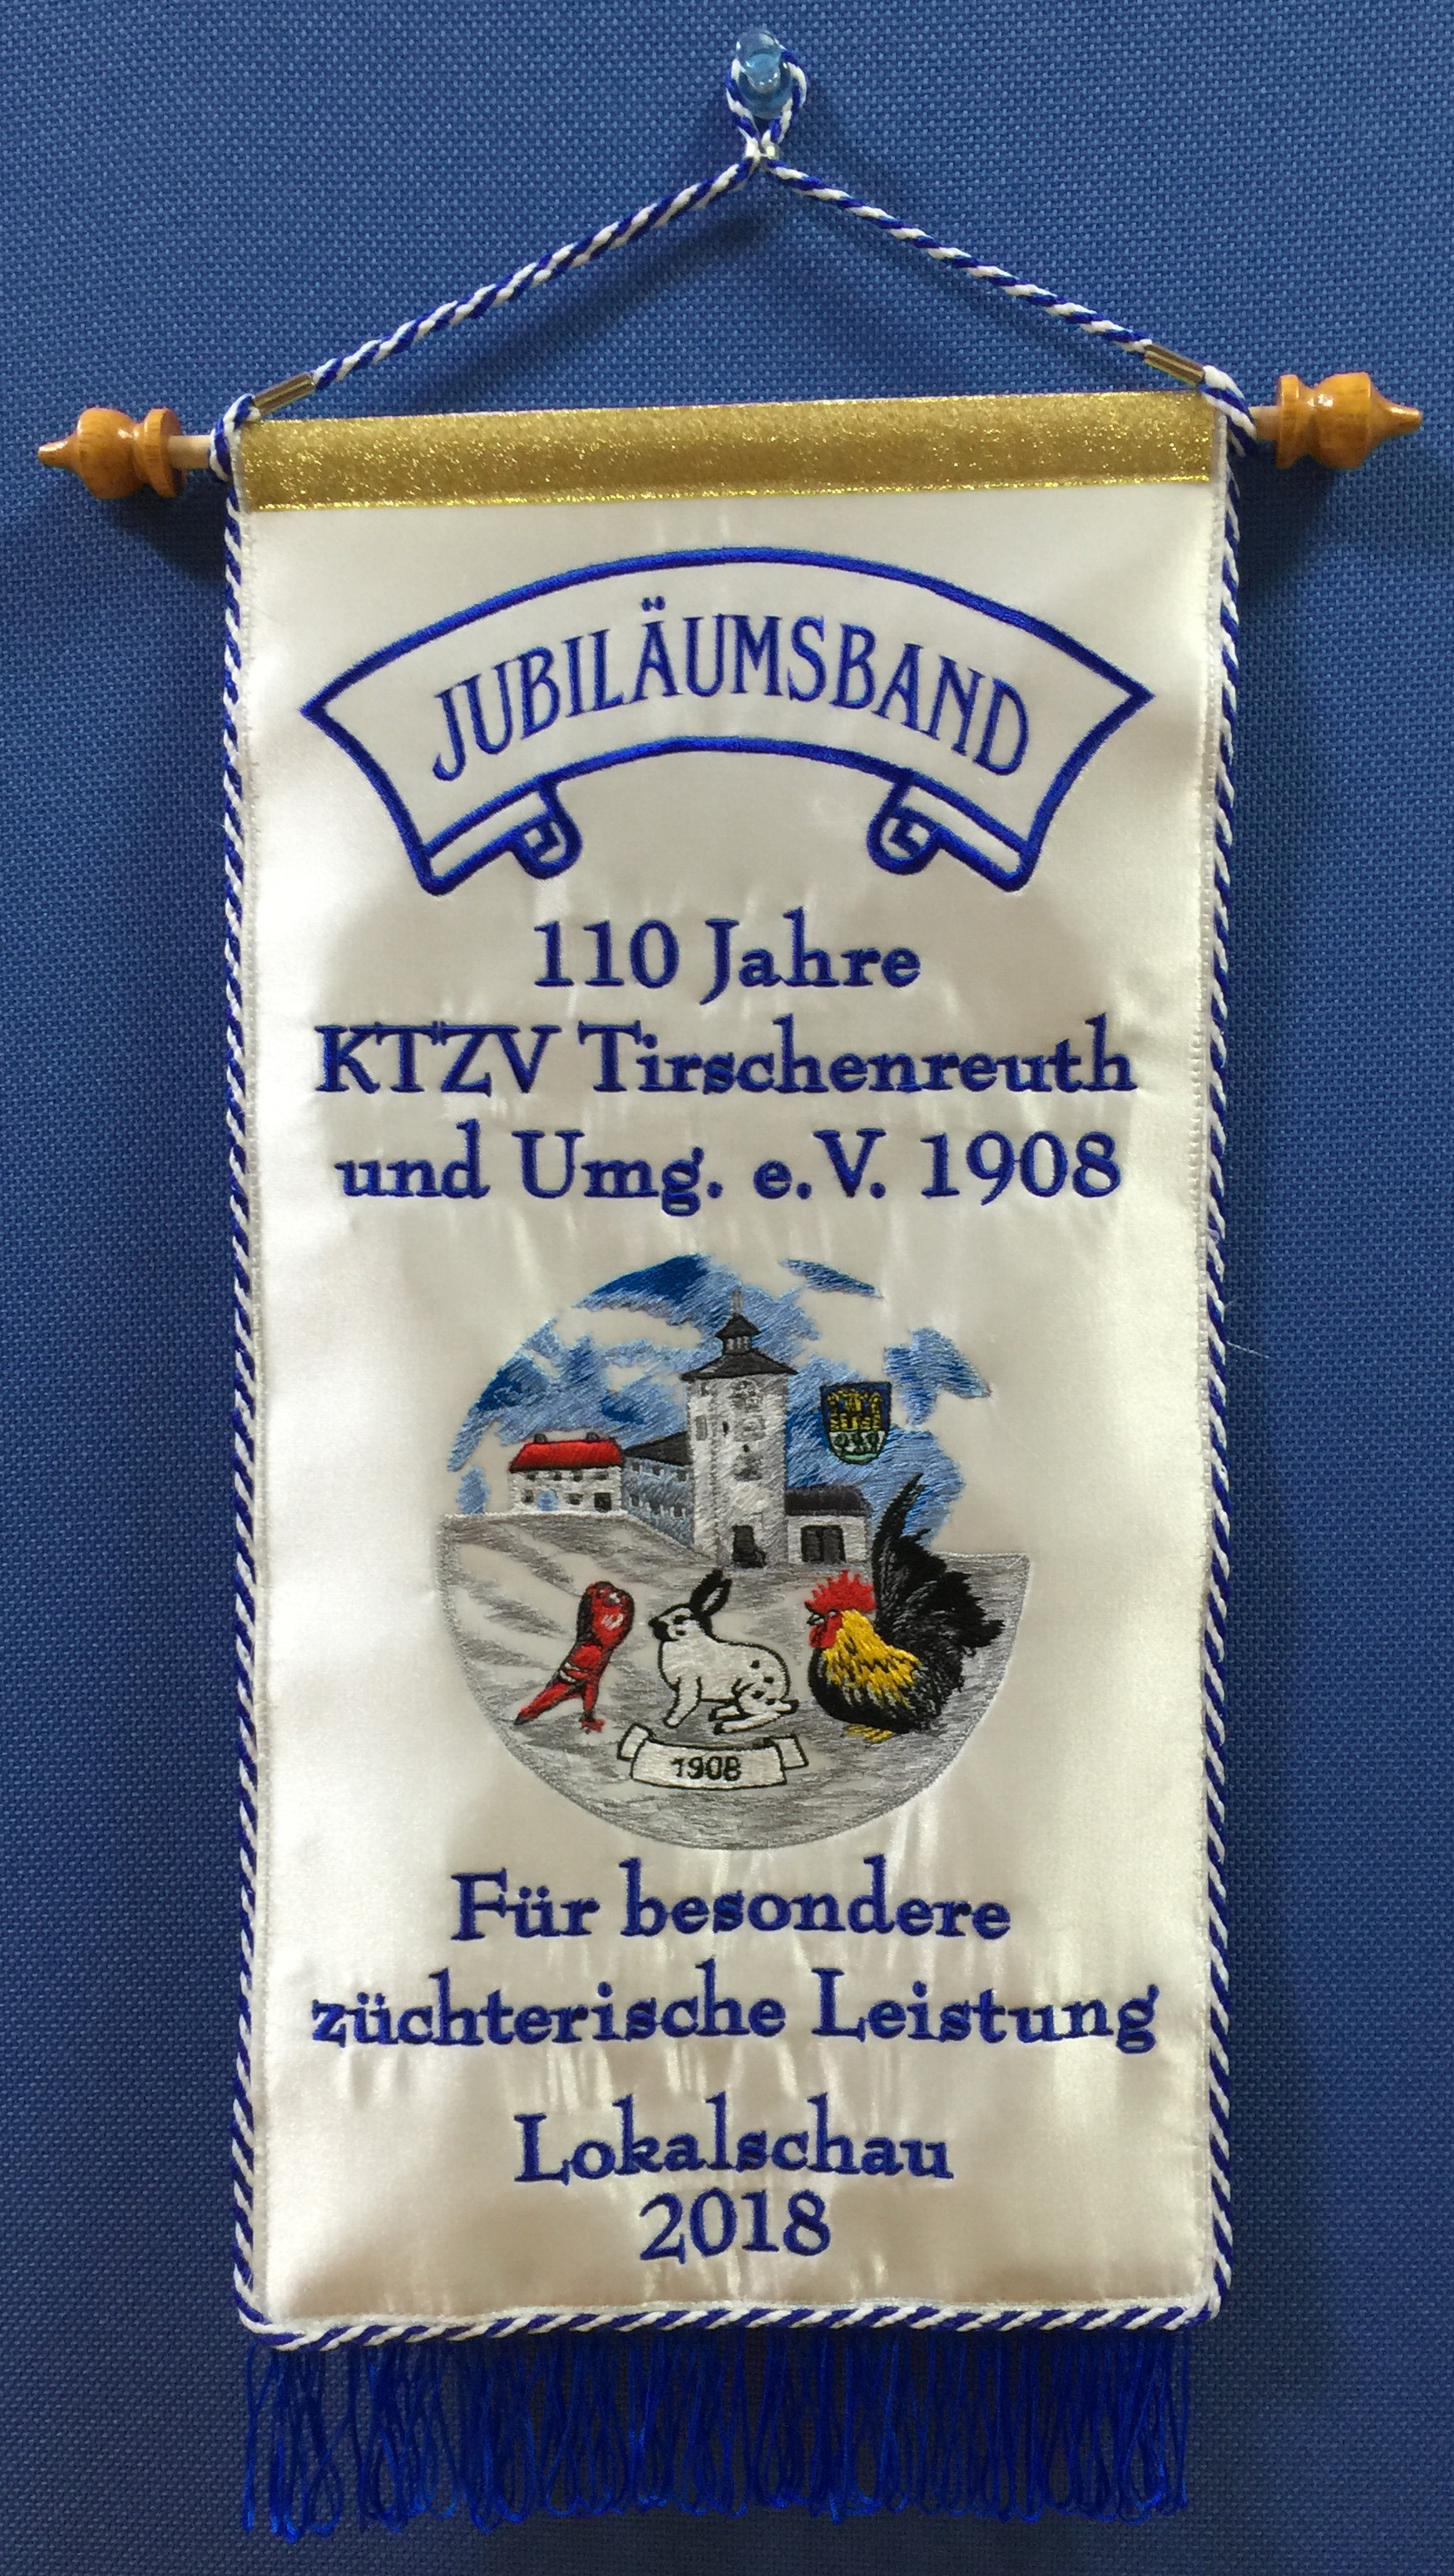 JUBILÄUMSBAND
110 Jahre
KTZV Tirschenreuth
und Umg. e.V. 1908
1908
Für besondere
züchterische Leistung
Lokalschau
2018